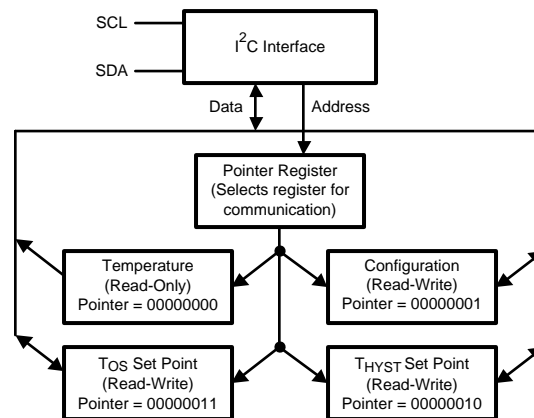 SCL
I²C Interface
SDA
Data
Address
Pointer Register
(Selects register for
communication)
Temperature
(Read-Only)
Pointer = 00000000
Configuration
(Read-Write)
Pointer = 00000001
TOS Set Point
(Read-Write)
Pointer = 00000011
THYST Set Point
(Read-Write)
Pointer = 00000010